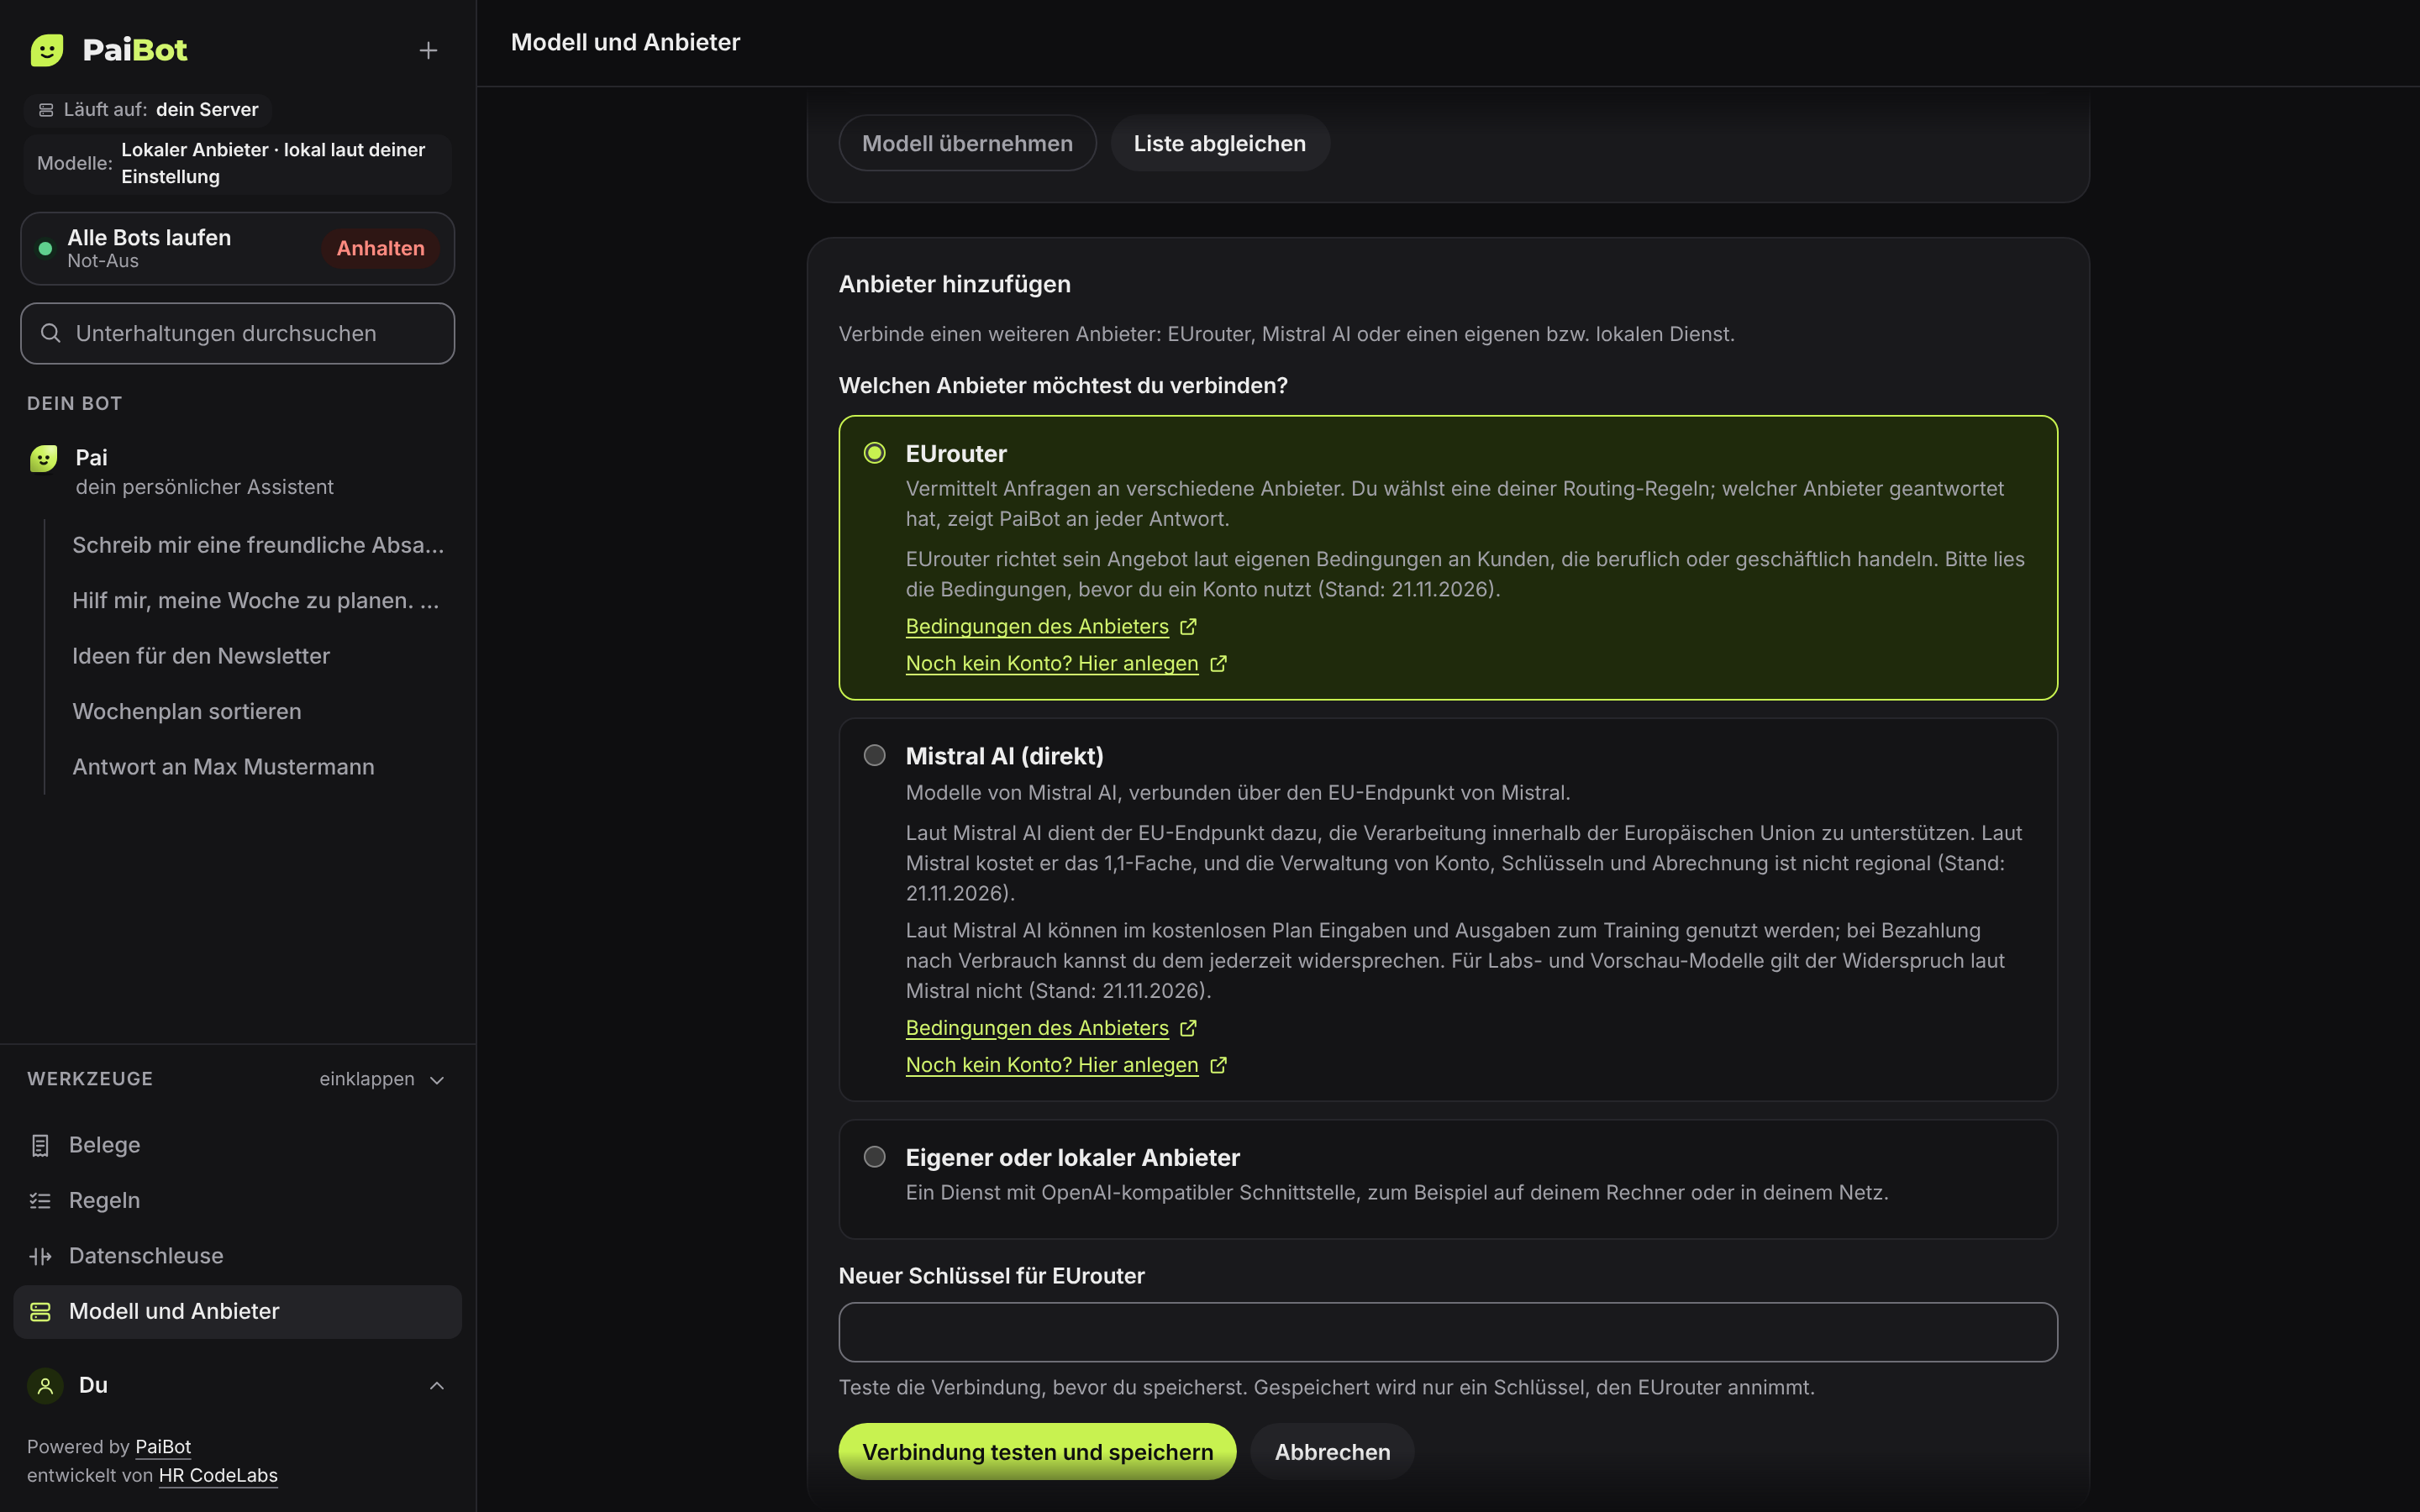 PaiBot
Läuft auf: dein Server
Modelle: Lokaler Anbieter · lokal laut deiner
Einstellung
Alle Bots laufen
Not-Aus
Anhalten
Unterhaltungen durchsuchen
DEIN BOT
Pai
dein persönlicher Assistent
Schreib mir eine freundliche Absa...
Hilf mir, meine Woche zu planen. ...
Ideen für den Newsletter
Wochenplan sortieren
Antwort an Max Mustermann
WERKZEUGE
einklappen
Belege
Regeln
Datenschleuse
Modell und Anbieter
Du
Powered by PaiBot
entwickelt von HR CodeLabs
Modell und Anbieter
Modell übernehmen
Liste abgleichen
Anbieter hinzufügen
Verbinde einen weiteren Anbieter: EUrouter, Mistral AI oder einen eigenen bzw. lokalen Dienst.
Welchen Anbieter möchtest du verbinden?
EUrouter
Vermittelt Anfragen an verschiedene Anbieter. Du wählst eine deiner Routing-Regeln; welcher Anbieter geantwortet
hat, zeigt PaiBot an jeder Antwort.
EUrouter richtet sein Angebot laut eigenen Bedingungen an Kunden, die beruflich oder geschäftlich handeln. Bitte lies
die Bedingungen, bevor du ein Konto nutzt (Stand: 21.11.2026).
Bedingungen des Anbieters
Noch kein Konto? Hier anlegen
Mistral AI (direkt)
Modelle von Mistral AI, verbunden über den EU-Endpunkt von Mistral.
Laut Mistral AI dient der EU-Endpunkt dazu, die Verarbeitung innerhalb der Europäischen Union zu unterstützen. Laut
Mistral kostet er das 1,1-Fache, und die Verwaltung von Konto, Schlüsseln und Abrechnung ist nicht regional (Stand:
21.11.2026).
Laut Mistral AI können im kostenlosen Plan Eingaben und Ausgaben zum Training genutzt werden; bei Bezahlung
nach Verbrauch kannst du dem jederzeit widersprechen. Für Labs- und Vorschau-Modelle gilt der Widerspruch laut
Mistral nicht (Stand: 21.11.2026).
Bedingungen des Anbieters
Noch kein Konto? Hier anlegen
Eigener oder lokaler Anbieter
Ein Dienst mit OpenAI-kompatibler Schnittstelle, zum Beispiel auf deinem Rechner oder in deinem Netz.
Neuer Schlüssel für EUrouter
Teste die Verbindung, bevor du speicherst. Gespeichert wird nur ein Schlüssel, den EUrouter annimmt.
Verbindung testen und speichern
Abbrechen